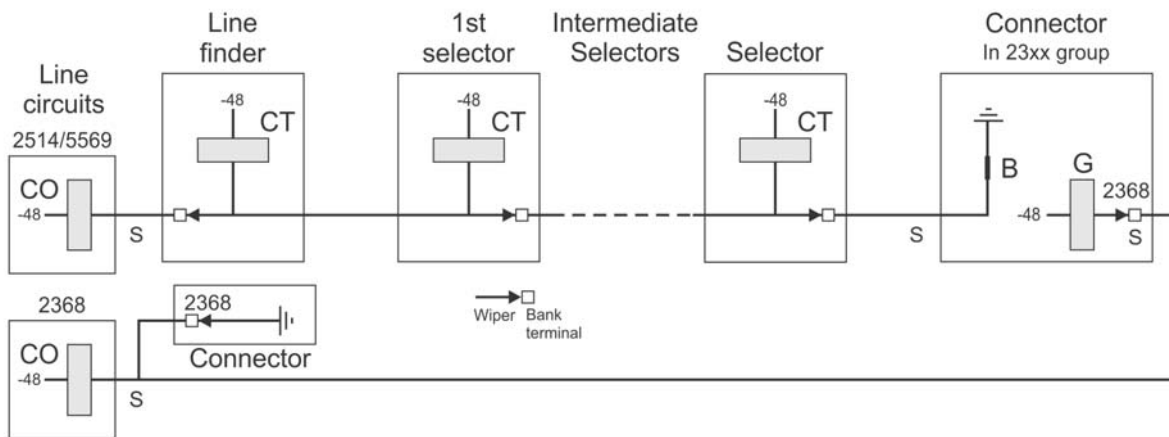 Line
finder
1st
selector
Intermediate
Selectors
Selector
Connector
In 23xx group
Line
circuits
2514/5569
CO
-48
S
-48
CT
-48
CT
-48
CT
S
B
-48
G
2368
S
2368
CO
-48
S
2368
Connector
Wiper
Bank
terminal